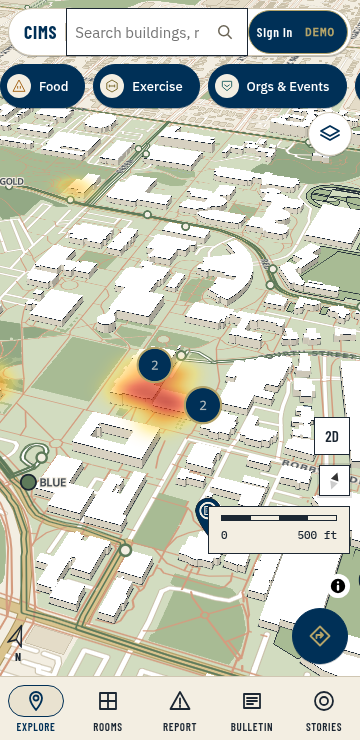 CIMS
Search buildings, r
Sign In DEMO
Food
Exercise
Orgs & Events
GOLD
2
2
2D
BLUE
0 500 ft
N
EXPLORE
ROOMS
REPORT
BULLETIN
STORIES